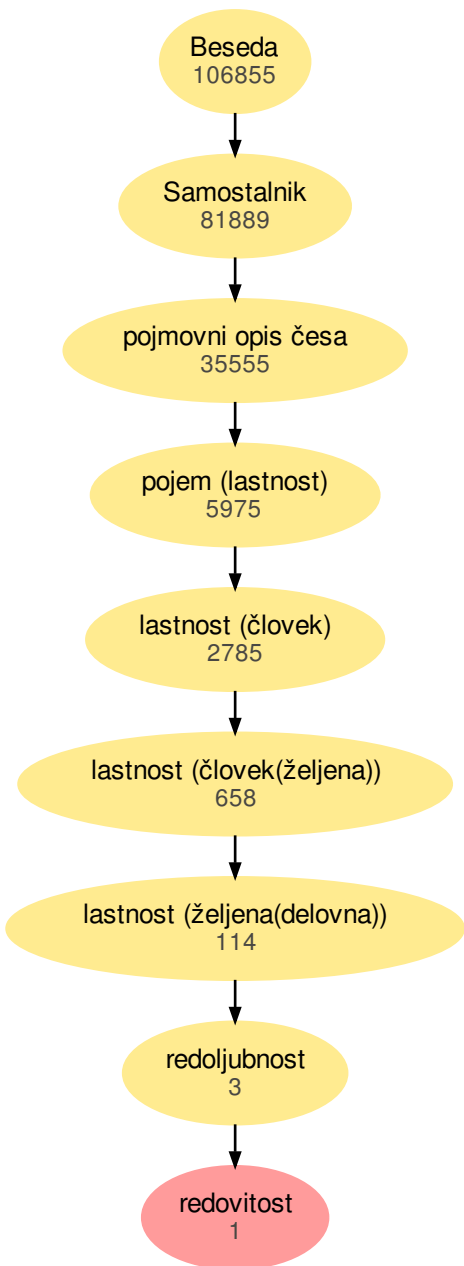 Beseda
106855
Samostalnik
81889
pojmovni opis česa
35555
pojem (lastnost)
5975
lastnost (človek)
2785
lastnost (človek(željena))
658
lastnost (željena(delovna))
114
redoljubnost
3
redovitost
1